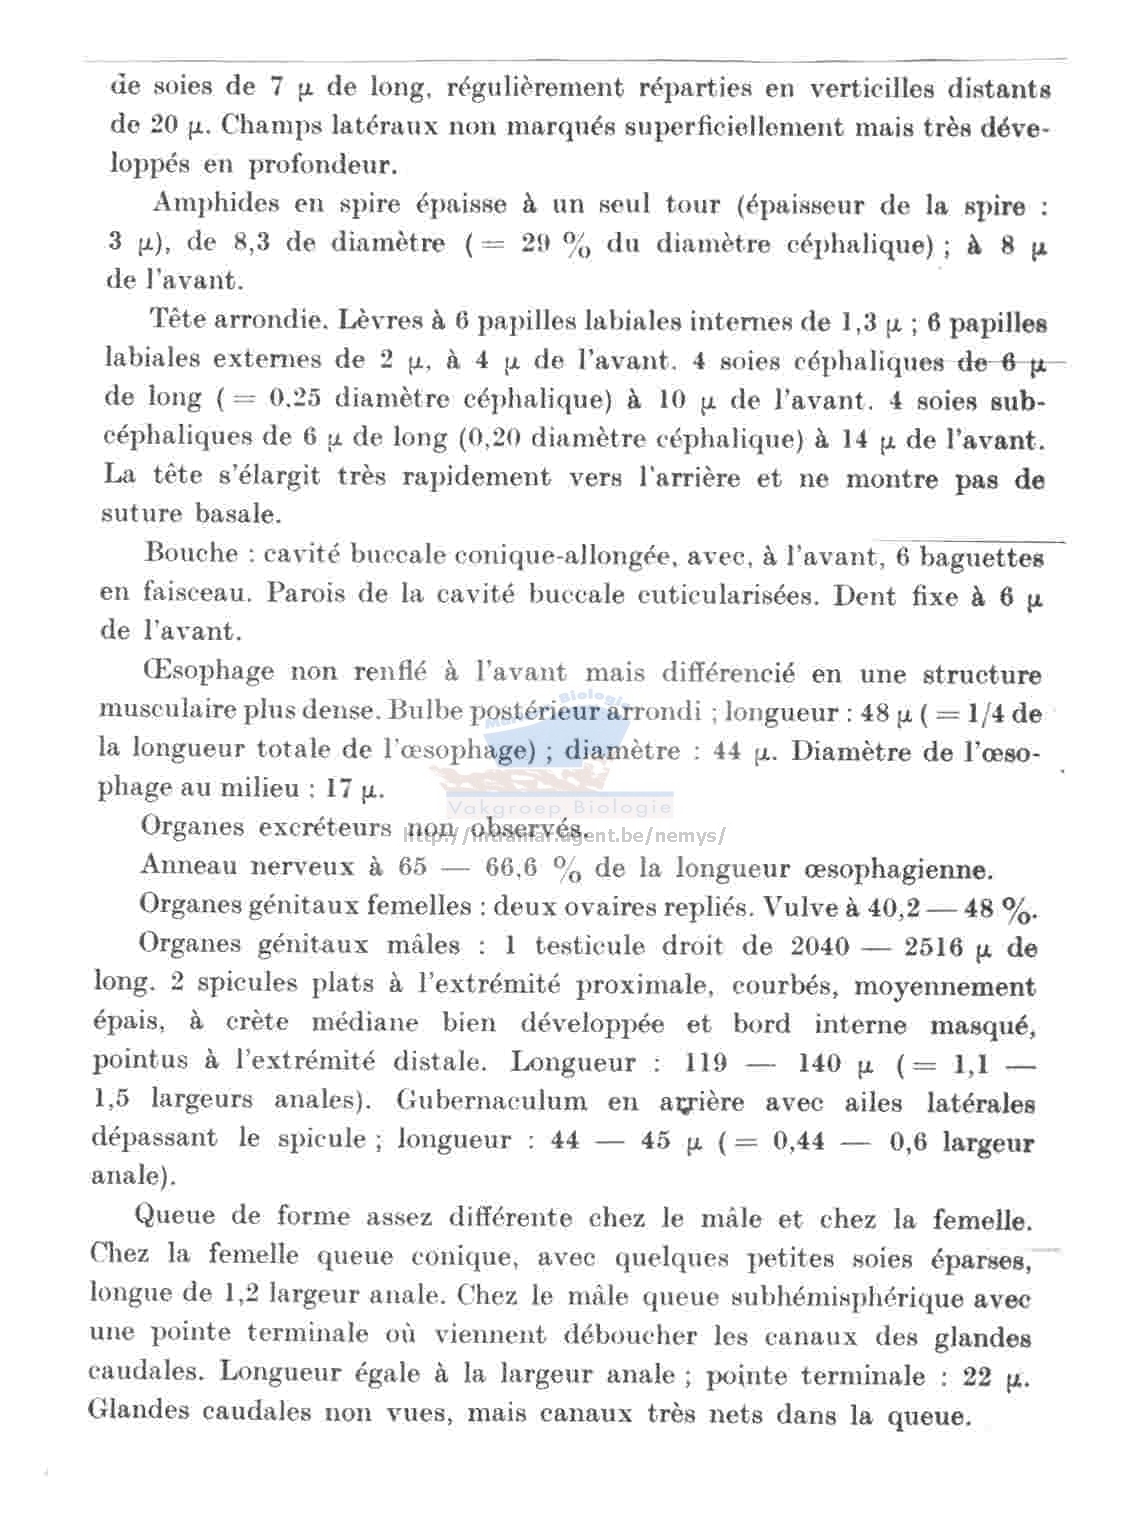 de soies de 7 µ de long, régulièrement réparties en verticilles distants
de 20 µ. Champs latéraux non marqués superficiellement mais très déve-
loppés en profondeur.
Amphides en spire épaisse à un seul tour (épaisseur de la spire :
3 µ), de 8,3 de diamètre ( = 29 % du diamètre céphalique) ; à 8 µ
de l'avant.
Tête arrondie. Lèvres à 6 papilles labiales internes de 1,3 µ ; 6 papilles
labiales externes de 2 µ, à 4 µ de l'avant. 4 soies céphaliques de 6 µ
de long ( = 0,25 diamètre céphalique) à 10 µ de l'avant. 4 soies sub-
céphaliques de 6 µ de long (0,20 diamètre céphalique) à 14 µ de l'avant.
La tête s'élargit très rapidement vers l'arrière et ne montre pas de
suture basale.
Bouche : cavité buccale conique-allongée, avec, à l'avant, 6 baguettes
en faisceau. Parois de la cavité buccale cuticularisées. Dent fixe à 6 µ
de l'avant.
Œsophage non renflé à l'avant mais différencié en une structure
musculaire plus dense. Bulbe postérieur arrondi ; longueur : 48 µ ( = 1/4 de
la longueur totale de l'œsophage) ; diamètre : 44 µ. Diamètre de l'œso-
phage au milieu : 17 µ.
Vakgroep Biologie
Organes excréteurs non observés.
http://intramar.ugent.be/nemys/
Anneau nerveux à 65 — 66,6 % de la longueur œsophagienne.
Organes génitaux femelles : deux ovaires repliés. Vulve à 40,2 — 48 %.
Organes génitaux mâles : 1 testicule droit de 2040 — 2516 µ de
long. 2 spicules plats à l'extrémité proximale, courbés, moyennement
épais, à crète médiane bien développée et bord interne masqué,
pointus à l'extrémité distale. Longueur : 119 — 140 µ ( = 1,1 —
1,5 largeurs anales). Gubernaculum en arrière avec ailes latérales
dépassant le spicule ; longueur : 44 — 45 µ ( = 0,44 — 0,6 largeur
anale).
Queue de forme assez différente chez le mâle et chez la femelle.
Chez la femelle queue conique, avec quelques petites soies éparses,
longue de 1,2 largeur anale. Chez le mâle queue subhémisphérique avec
une pointe terminale où viennent déboucher les canaux des glandes
caudales. Longueur égale à la largeur anale ; pointe terminale : 22 µ.
Glandes caudales non vues, mais canaux très nets dans la queue.